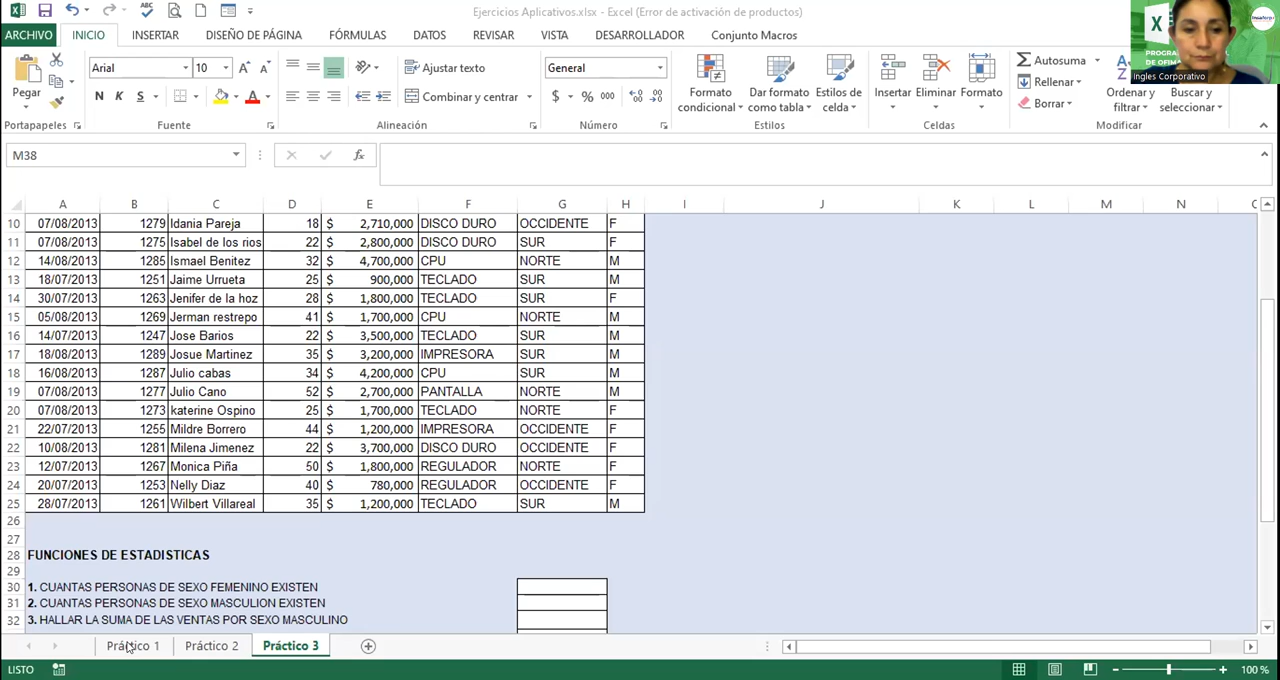 Ejercicios Aplicativos.xlsx - Excel (Error de activación de productos)
ARCHIVO INICIO INSERTAR DISEÑO DE PÁGINA FÓRMULAS DATOS REVISAR VISTA DESARROLLADOR Conjunto Macros
Ingles Corporativo
Pegar
Arial 10
N K S
Ajustar texto
Combinar y centrar
General
$ % 000
Formato condicional
Dar formato como tabla
Estilos de celda
Insertar Eliminar Formato
Autosuma
Rellenar
Borrar
Ordenar y filtrar
Buscar y seleccionar
Portapapeles Fuente Alineación Número Estilos Celdas Modificar
M38
fx
A B C D E F G H I J K L M N
10 07/08/2013 1279 Idania Pareja 18 $ 2,710,000 DISCO DURO OCCIDENTE F
11 07/08/2013 1275 Isabel de los rios 22 $ 2,800,000 DISCO DURO SUR F
12 14/08/2013 1285 Ismael Benitez 32 $ 4,700,000 CPU NORTE M
13 18/07/2013 1251 Jaime Urrueta 25 $ 900,000 TECLADO SUR M
14 30/07/2013 1263 Jenifer de la hoz 28 $ 1,800,000 TECLADO SUR F
15 05/08/2013 1269 Jerman restrepo 41 $ 1,700,000 CPU NORTE M
16 14/07/2013 1247 Jose Barios 22 $ 3,500,000 TECLADO SUR M
17 18/08/2013 1289 Josue Martinez 35 $ 3,200,000 IMPRESORA SUR M
18 16/08/2013 1287 Julio cabas 34 $ 4,200,000 CPU SUR M
19 07/08/2013 1277 Julio Cano 52 $ 2,700,000 PANTALLA NORTE M
20 07/08/2013 1273 katerine Ospino 25 $ 1,700,000 TECLADO NORTE F
21 22/07/2013 1255 Mildre Borrero 44 $ 1,200,000 IMPRESORA OCCIDENTE F
22 10/08/2013 1281 Milena Jimenez 22 $ 3,700,000 DISCO DURO OCCIDENTE F
23 12/07/2013 1267 Monica Piña 50 $ 1,800,000 REGULADOR NORTE F
24 20/07/2013 1253 Nelly Diaz 40 $ 780,000 REGULADOR OCCIDENTE F
25 28/07/2013 1261 Wilbert Villareal 35 $ 1,200,000 TECLADO SUR M
26
27
28 FUNCIONES DE ESTADISTICAS
29
30 1. CUANTAS PERSONAS DE SEXO FEMENINO EXISTEN
31 2. CUANTAS PERSONAS DE SEXO MASCULION EXISTEN
32 3. HALLAR LA SUMA DE LAS VENTAS POR SEXO MASCULINO
Práctico 1 Práctico 2 Práctico 3
LISTO 100 %